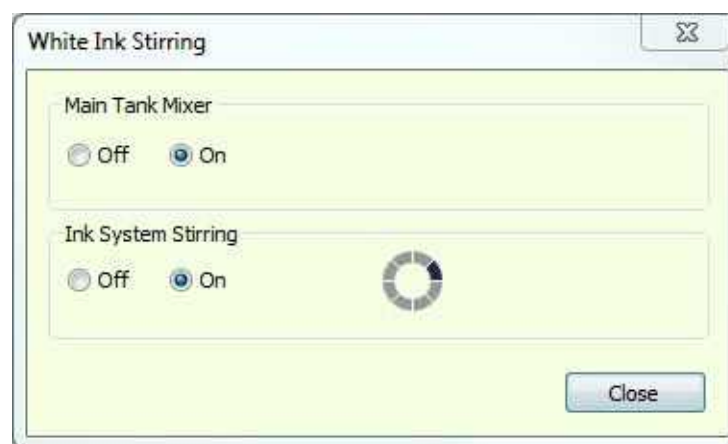 White Ink Stirring
Main Tank Mixer
Off On
Ink System Stirring
Off On
Close